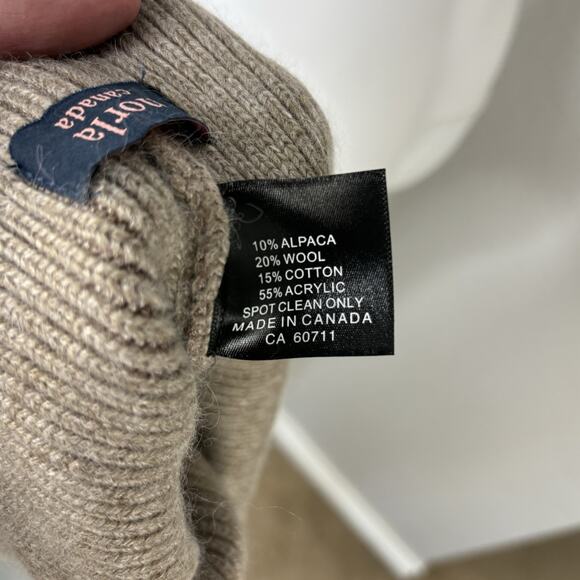 norla
canada
10% ALPACA
20% WOOL
15% COTTON
55% ACRYLIC
SPOT CLEAN ONLY
MADE IN CANADA
CA 60711